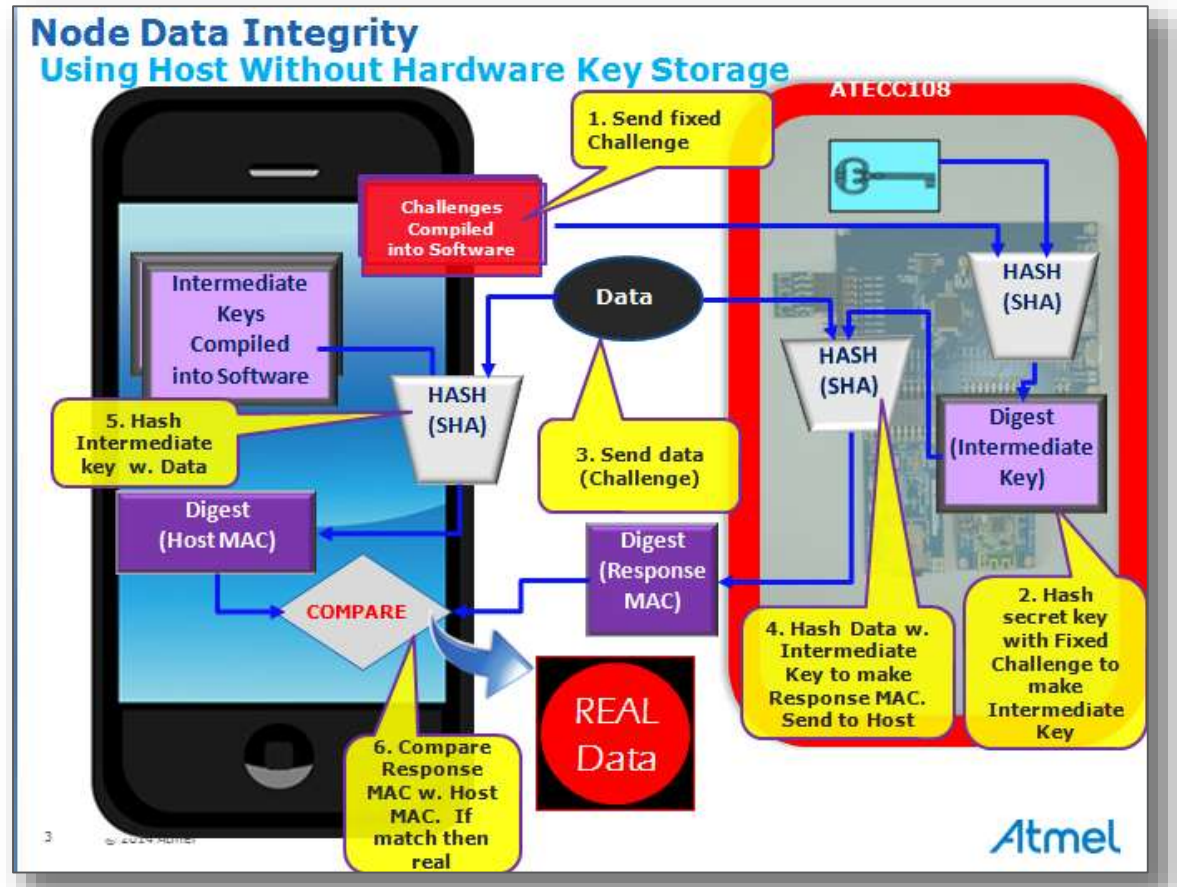 Node Data Integrity
Using Host Without Hardware Key Storage
ATECC108
1. Send fixed
Challenge
Challenges
Compiled
into Software
Intermediate
Keys
Compiled
into Software
Data
HASH
(SHA)
HASH
(SHA)
HASH
(SHA)
5. Hash
Intermediate
key w. Data
3. Send data
(Challenge)
Digest
(Intermediate
Key)
Digest
(Host MAC)
Digest
(Response
MAC)
COMPARE
4. Hash Data w.
Intermediate
Key to make
Response MAC.
Send to Host
2. Hash
secret key
with Fixed
Challenge to
make
Intermediate
Key
REAL
Data
6. Compare
Response
MAC w. Host
MAC. If
match then
real
3
© 2014 Atmel
Atmel